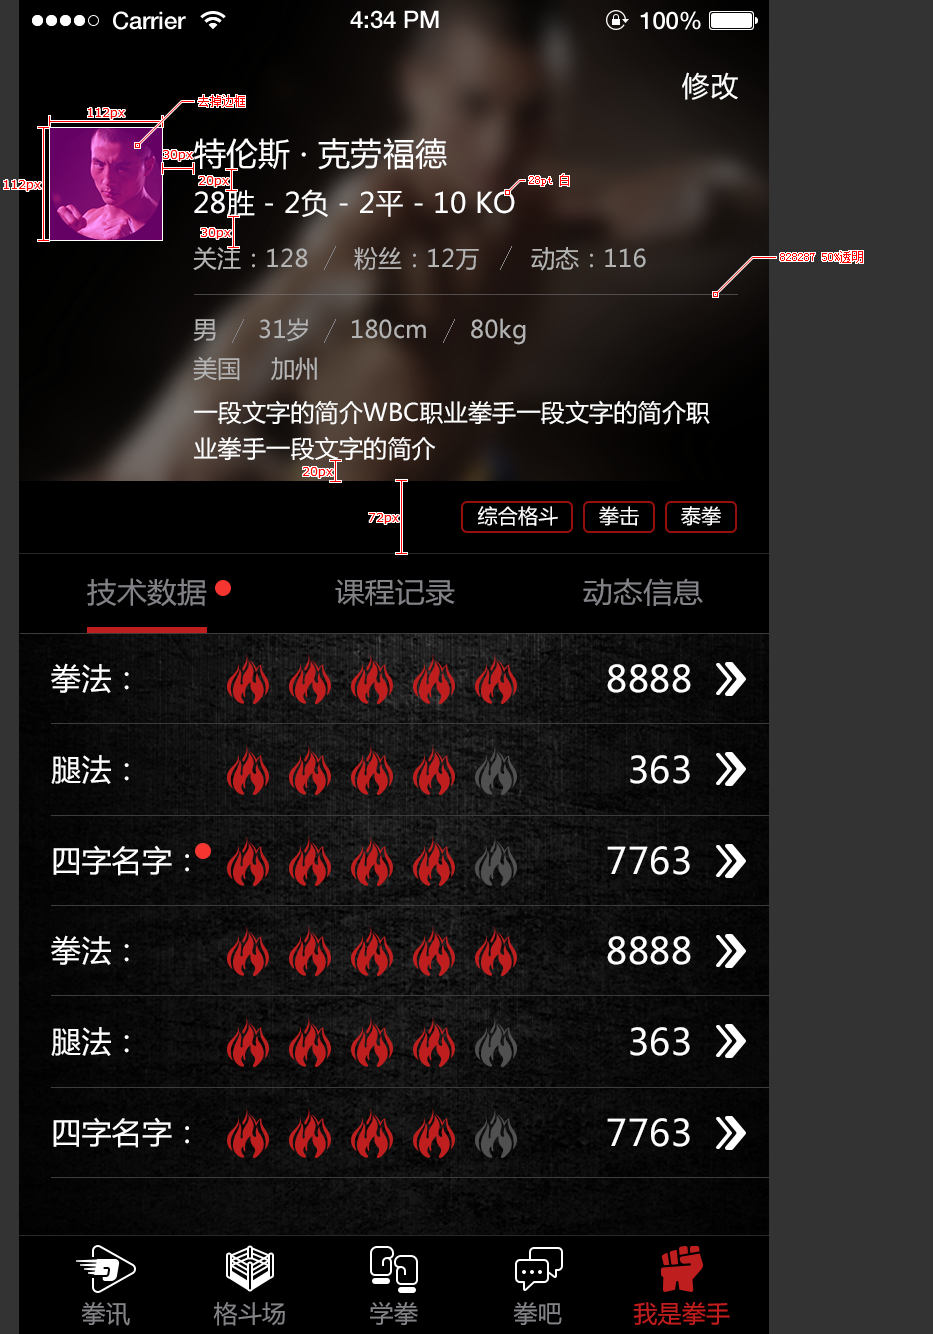 Carrier 4:34 PM 100%
修改
112px 去掉边框
112px
30px
特伦斯 · 克劳福德
20px
28pt 白
28胜 - 2负 - 2平 - 10 KO
30px
关注：128 / 粉丝：12万 / 动态：116
828287 50%透明
男 / 31岁 / 180cm / 80kg
美国 加州
一段文字的简介WBC职业拳手一段文字的简介职
业拳手一段文字的简介
20px
72px
综合格斗 拳击 泰拳
技术数据 课程记录 动态信息
拳法： 8888
腿法： 363
四字名字： 7763
拳法： 8888
腿法： 363
四字名字： 7763
拳讯 格斗场 学拳 拳吧 我是拳手